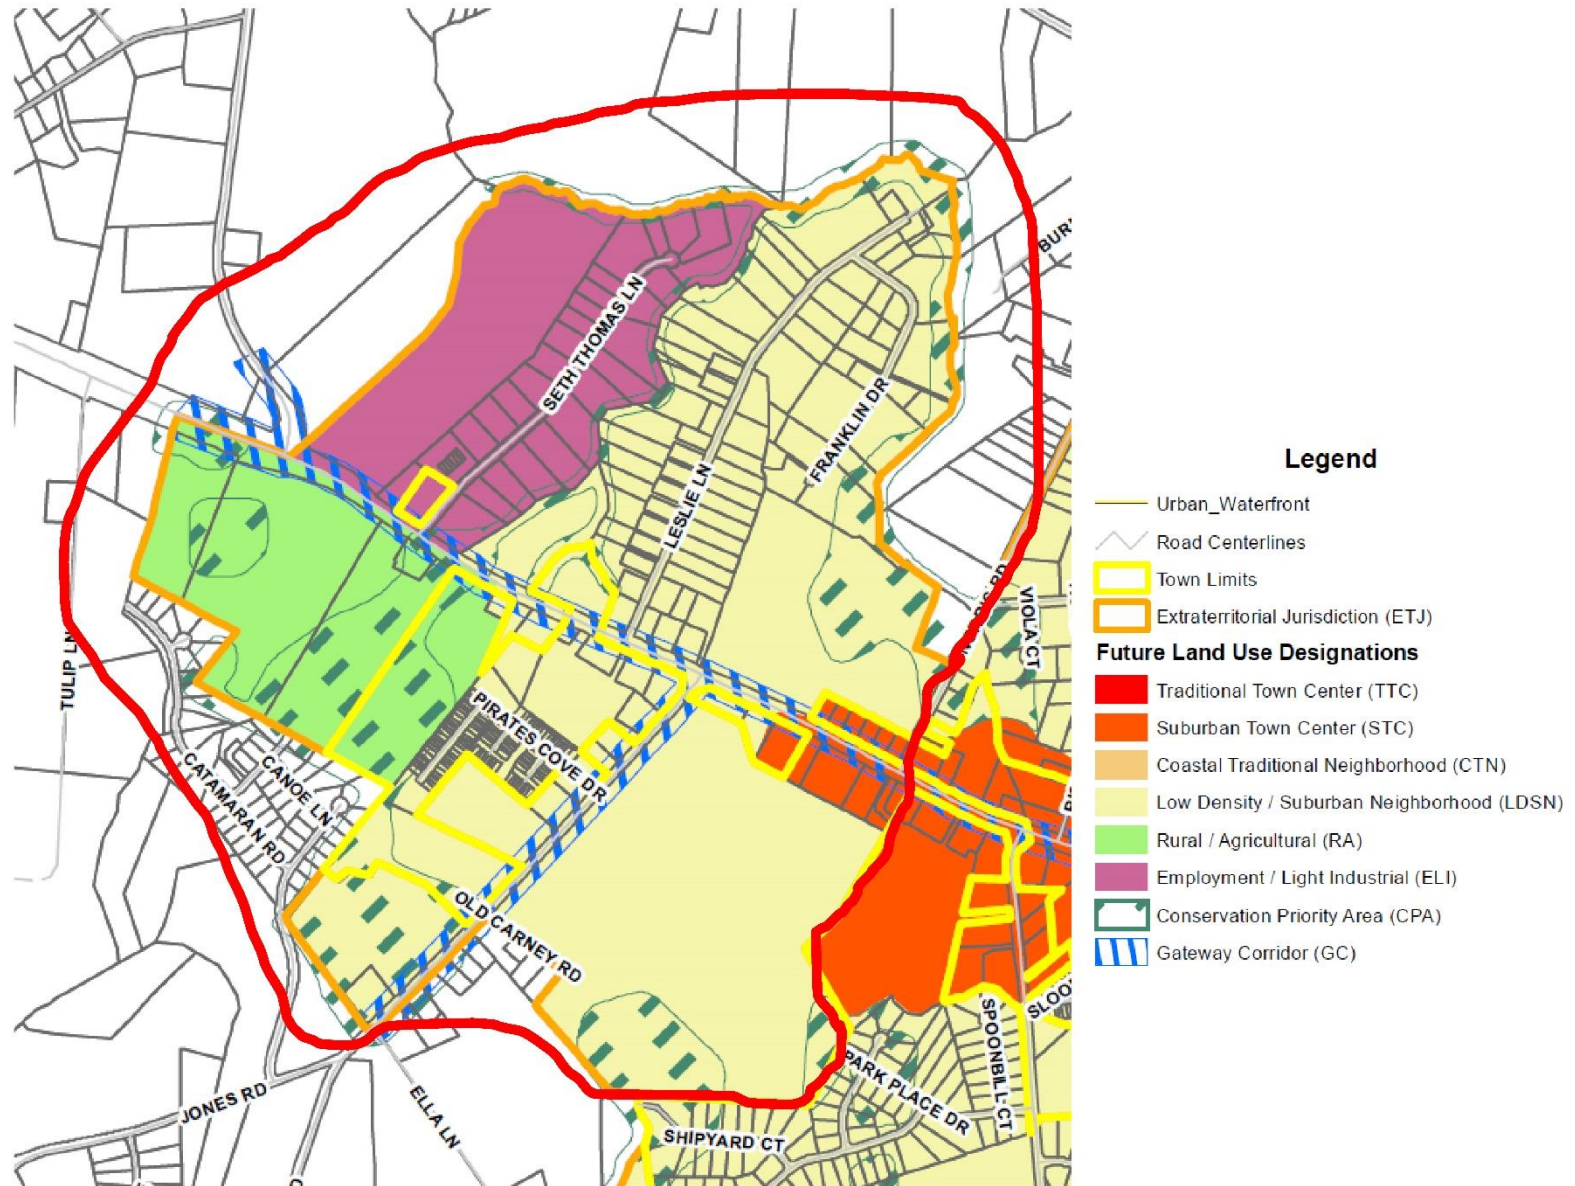 BUR
SETH THOMAS LN
FRANKLIN DR
LESLIE LN
VIOLA CT
TULIP LN
PIRATES COVE DR
CANOE LN
CATAMARAN RD
OLD CARNEY RD
SLOO
SPOONBILL CT
PARK PLACE DR
JONES RD
ELLA LN
SHIPYARD CT
Legend
Urban_Waterfront
Road Centerlines
Town Limits
Extraterritorial Jurisdiction (ETJ)
Future Land Use Designations
Traditional Town Center (TTC)
Suburban Town Center (STC)
Coastal Traditional Neighborhood (CTN)
Low Density / Suburban Neighborhood (LDSN)
Rural / Agricultural (RA)
Employment / Light Industrial (ELI)
Conservation Priority Area (CPA)
Gateway Corridor (GC)